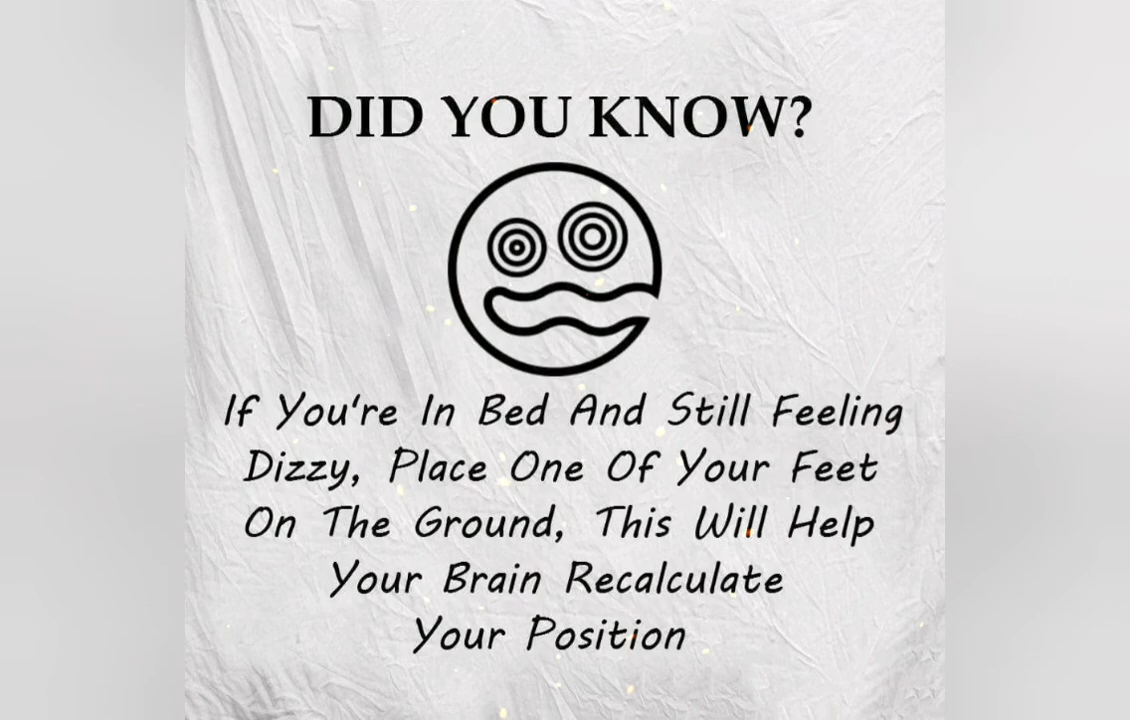 DID YOU KNOW?
If You're In Bed And Still Feeling
Dizzy, Place One Of Your Feet
On The Ground, This Will Help
Your Brain Recalculate
Your Position